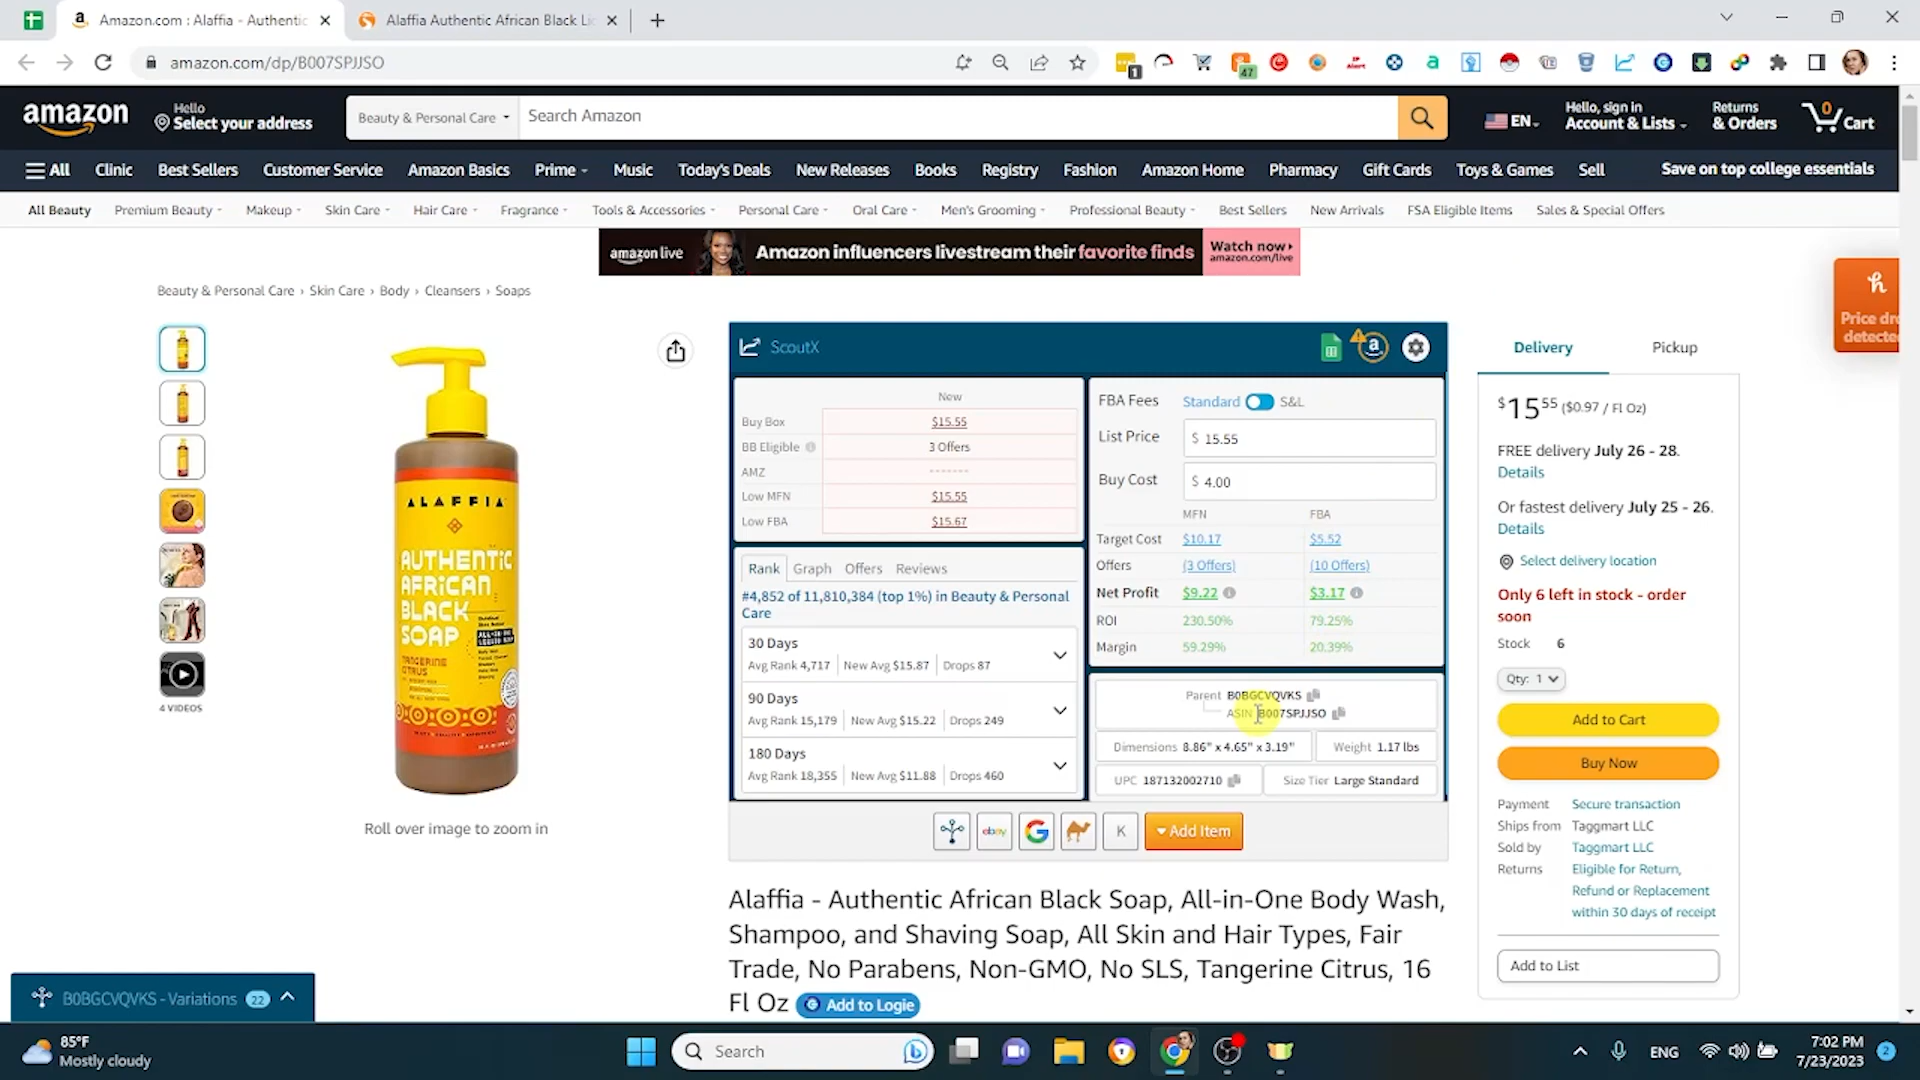 Amazon.com : Alaffia - Authentic
Alaffia Authentic African Black Li
amazon.com/dp/B007SPJJSO
1
47
amazon
Hello
Select your address
Beauty & Personal Care
Search Amazon
EN
Hello, sign in
Account & Lists
Returns
& Orders
0
Cart
All
Clinic
Best Sellers
Customer Service
Amazon Basics
Prime
Music
Today's Deals
New Releases
Books
Registry
Fashion
Amazon Home
Pharmacy
Gift Cards
Toys & Games
Sell
Save on top college essentials
All Beauty
Premium Beauty
Makeup
Skin Care
Hair Care
Fragrance
Tools & Accessories
Personal Care
Oral Care
Men's Grooming
Professional Beauty
Best Sellers
New Arrivals
FSA Eligible Items
Sales & Special Offers
amazon live
Amazon influencers livestream their favorite finds
Watch now
amazon.com/live
Beauty & Personal Care › Skin Care › Body › Cleansers › Soaps
h
Price dro
detecte
4 VIDEOS
ALAFFIA
AUTHENTIC
AFRICAN
BLACK
SOAP
ALL-IN-ONE
TANGERINE
CITRUS
Roll over image to zoom in
ScoutX
New
Buy Box $15.55
BB Eligible 3 Offers
AMZ -------
Low MFN $15.55
Low FBA $15.67
Rank Graph Offers Reviews
#4,852 of 11,810,384 (top 1%) in Beauty & Personal
Care
30 Days
Avg Rank 4,717 New Avg $15.87 Drops 87
90 Days
Avg Rank 15,179 New Avg $15.22 Drops 249
180 Days
Avg Rank 18,355 New Avg $11.88 Drops 460
FBA Fees Standard S&L
List Price $ 15.55
Buy Cost $ 4.00
MFN FBA
Target Cost $10.17 $5.52
Offers (3 Offers) (10 Offers)
Net Profit $9.22 $3.17
ROI 230.50% 79.25%
Margin 59.29% 20.39%
Parent B0BGCVQVKS
ASIN B007SPJJSO
Dimensions 8.86" x 4.65" x 3.19" Weight 1.17 lbs
UPC 187132002710 Size Tier Large Standard
ebay
K
Add Item
Alaffia - Authentic African Black Soap, All-in-One Body Wash,
Shampoo, and Shaving Soap, All Skin and Hair Types, Fair
Trade, No Parabens, Non-GMO, No SLS, Tangerine Citrus, 16
Fl Oz Add to Logie
Delivery Pickup
$15 55 ($0.97 / Fl Oz)
FREE delivery July 26 - 28.
Details
Or fastest delivery July 25 - 26.
Details
Select delivery location
Only 6 left in stock - order
soon
Stock 6
Qty: 1
Add to Cart
Buy Now
Payment Secure transaction
Ships from Taggmart LLC
Sold by Taggmart LLC
Returns Eligible for Return,
Refund or Replacement
within 30 days of receipt
Add to List
B0BGCVQVKS - Variations 22
85°F
Mostly cloudy
Search
ENG
7:02 PM
7/23/2023
2